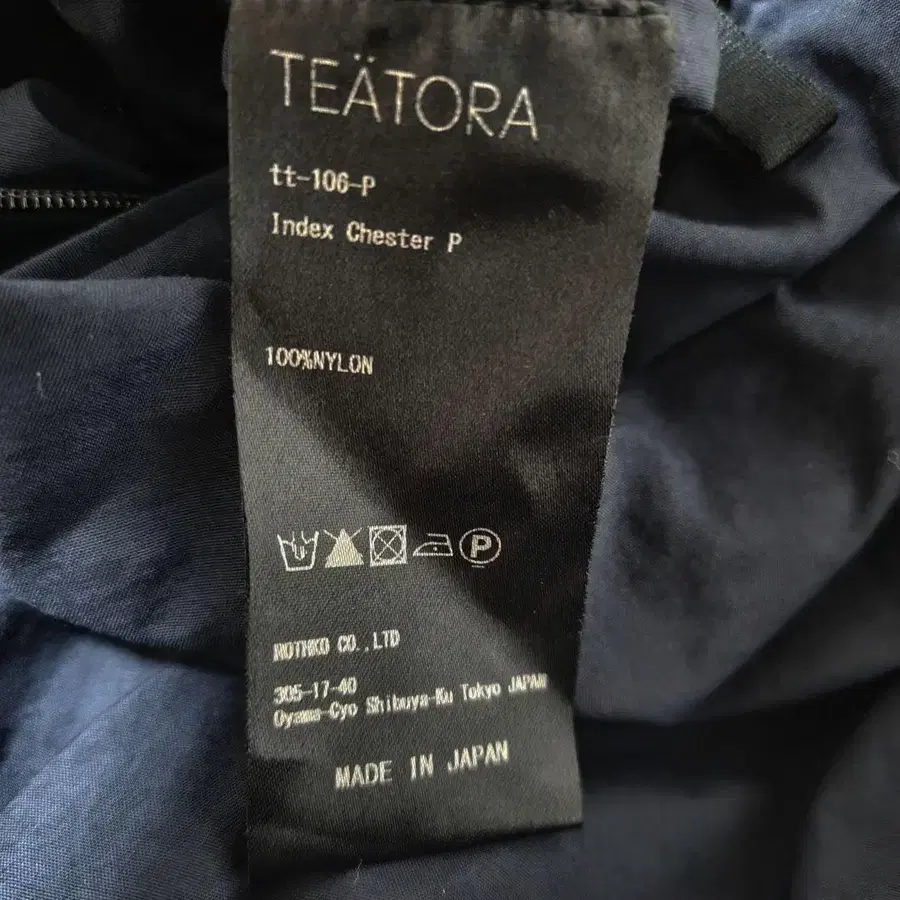 TEÄTORA
tt-106-P
Index Chester P
100%NYLON
P
ROTHKO CO.,LTD
305-17-40
Oyama-Cyo Shibuya-Ku Tokyo JAPAN
MADE IN JAPAN